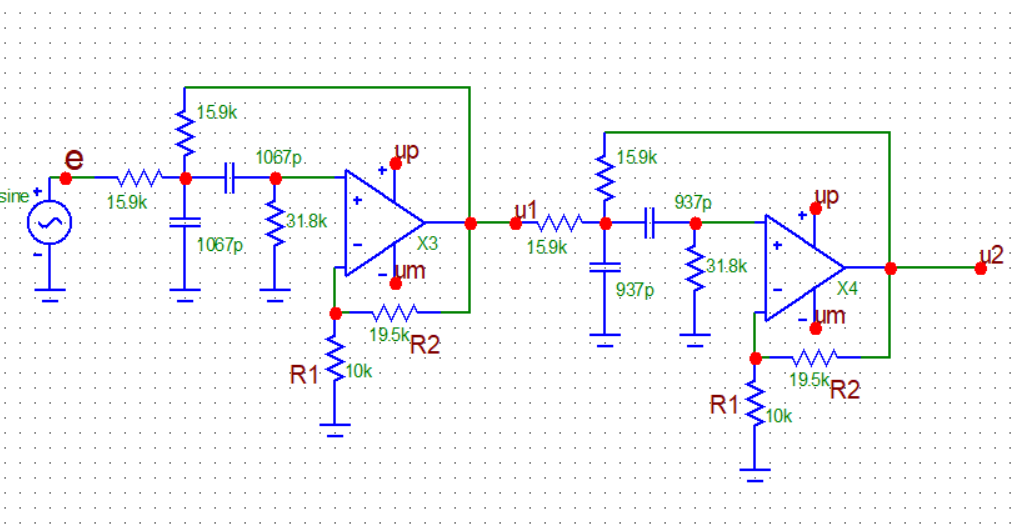 e
sine
+
-
15.9k
15.9k
1067p
1067p
31.8k
up
+
+
-
-
X3
um
19.5k
R2
R1
10k
u1
15.9k
15.9k
937p
937p
31.8k
up
+
+
-
-
X4
um
19.5k
R2
R1
10k
u2